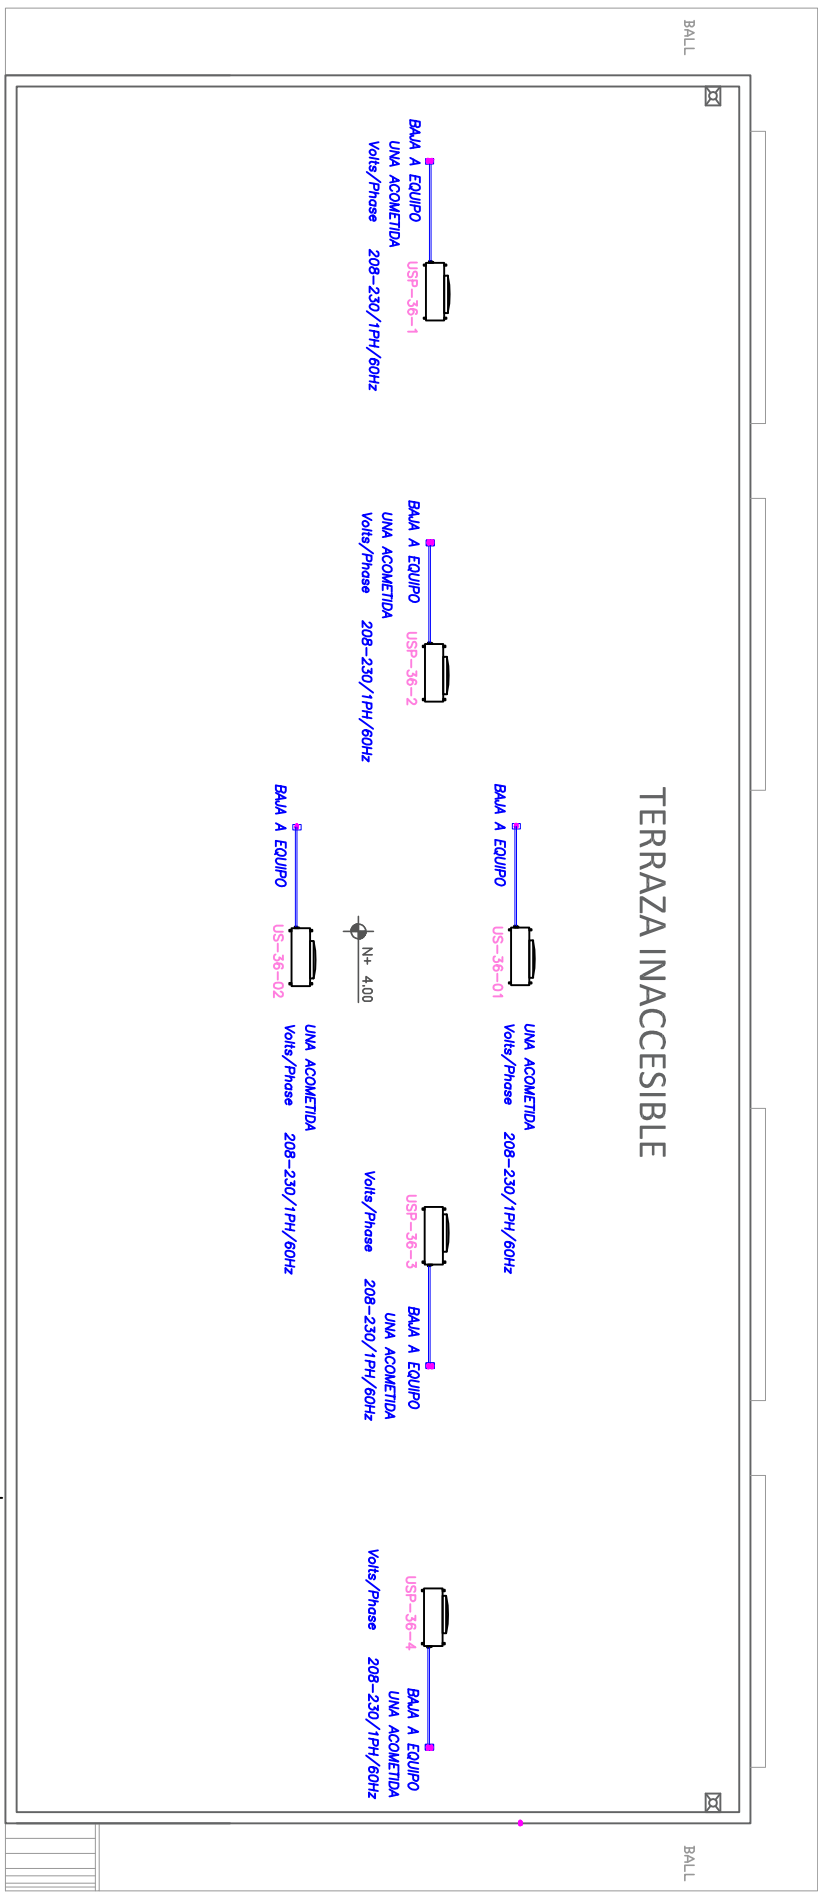 BALL
BAJA A EQUIPO
UNA ACOMETIDA
Volts/Phase 208-230/1PH/60Hz
USP-36-1
BAJA A EQUIPO
UNA ACOMETIDA
Volts/Phase 208-230/1PH/60Hz
USP-36-2
TERRAZA INACCESIBLE
BAJA A EQUIPO
US-36-01
UNA ACOMETIDA
Volts/Phase 208-230/1PH/60Hz
N+ 4.00
BAJA A EQUIPO
US-36-02
UNA ACOMETIDA
Volts/Phase 208-230/1PH/60Hz
USP-36-3
BAJA A EQUIPO
UNA ACOMETIDA
Volts/Phase 208-230/1PH/60Hz
USP-36-4
BAJA A EQUIPO
UNA ACOMETIDA
Volts/Phase 208-230/1PH/60Hz
BALL